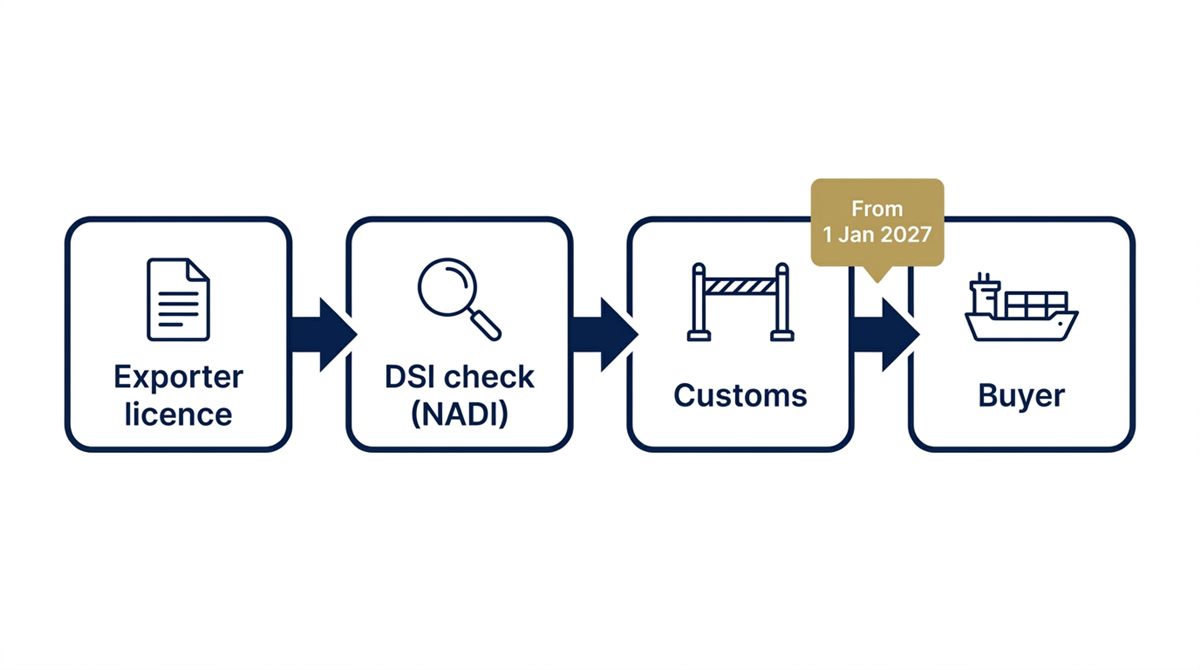 Exporter
licence
DSI check
(NADI)
Customs
From
1 Jan 2027
Buyer